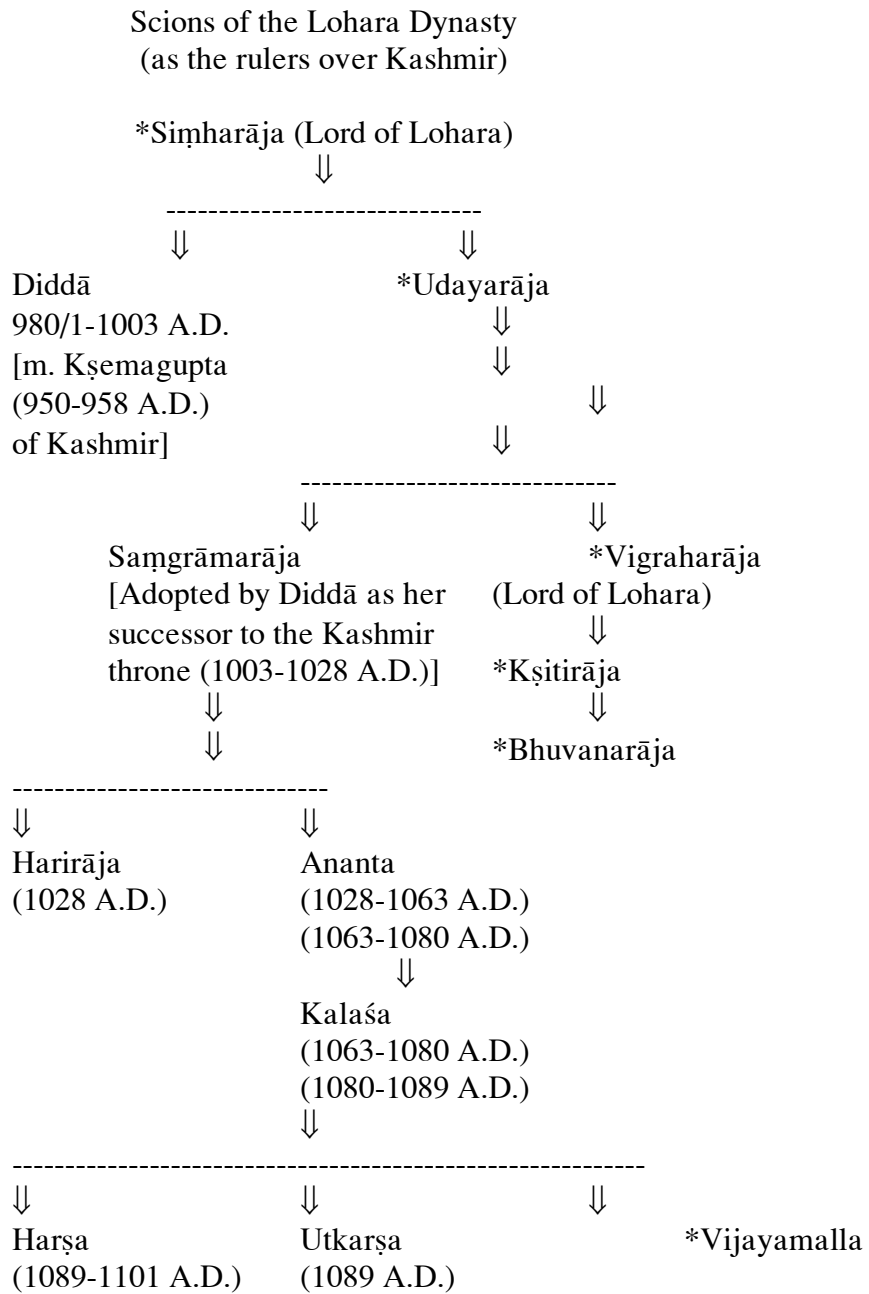 Scions of the Lohara Dynasty
(as the rulers over Kashmir)
*Siṃharāja (Lord of Lohara)
⇓
------------------------------
⇓ ⇓
Diddā *Udayarāja
980/1-1003 A.D. ⇓
[m. Kṣemagupta ⇓
(950-958 A.D.) ⇓
of Kashmir] ⇓
------------------------------
⇓ ⇓
Saṃgrāmarāja *Vigraharāja
[Adopted by Diddā as her (Lord of Lohara)
successor to the Kashmir ⇓
throne (1003-1028 A.D.)] *Kṣitirāja
⇓ ⇓
⇓ *Bhuvanarāja
------------------------------
⇓ ⇓
Harirāja Ananta
(1028 A.D.) (1028-1063 A.D.)
(1063-1080 A.D.)
⇓
Kalaśa
(1063-1080 A.D.)
(1080-1089 A.D.)
⇓
------------------------------------------------------------
⇓ ⇓ ⇓
Harṣa Utkarṣa *Vijayamalla
(1089-1101 A.D.) (1089 A.D.)